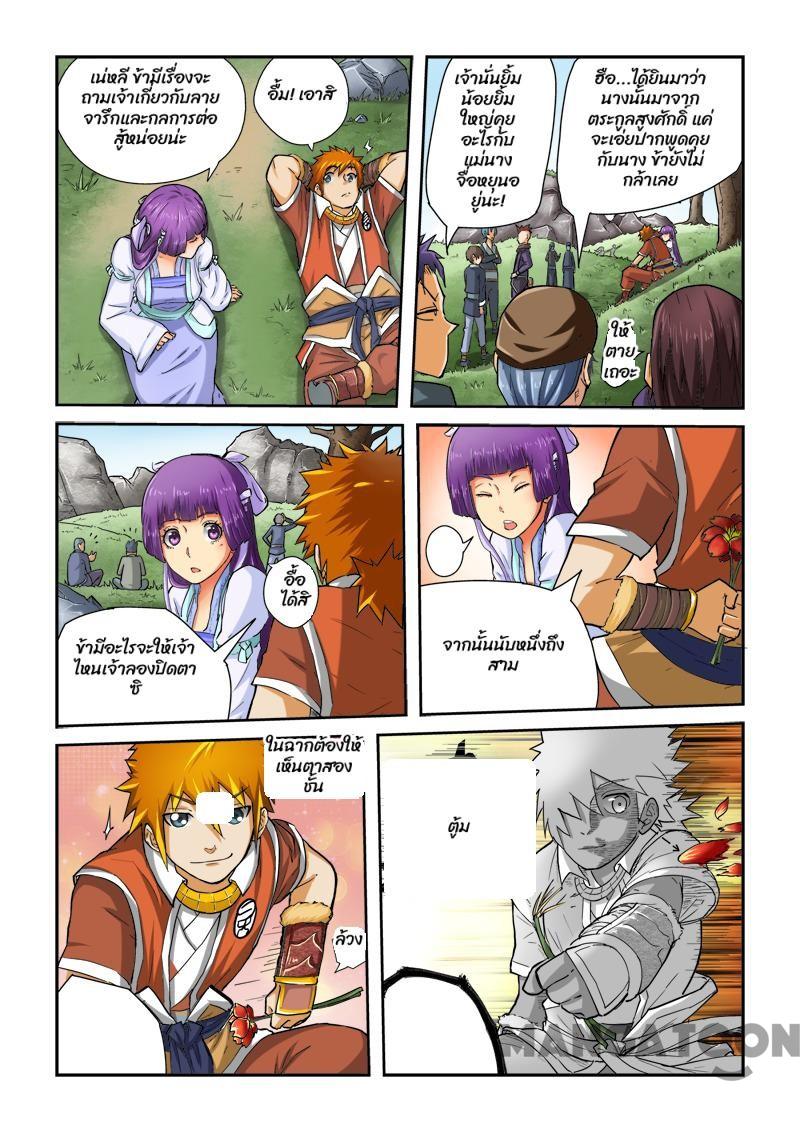 เน่หลี ข้ามีเรื่องจะ
ถามเจ้าเกี่ยวกับลาย
จารึกและกลการต่อ
สู้หน่อยน่ะ
อื้ม! เอาสิ
เจ้านั่นยิ้ม
น้อยยิ้ม
ใหญ่คุย
อะไรกับ
แม่นาง
จื่อหยุนอ
ยู่นะ!
ฮือ...ได้ยินมาว่า
นางนั้นมาจาก
ตระกูลสูงศักดิ์ แค่
จะเอ่ยปากพูดคุย
กับนาง ข้ายังไม่
กล้าเลย
ให้
ตาย
เถอะ
อื้อ
ได้สิ
ข้ามีอะไรจะให้เจ้า
ไหนเจ้าลองปิดตา
ซิ
จากนั้นนับหนึ่งถึง
สาม
ในฉากต้องให้
เห็นตาสอง
ชั้น
ล้วง
ตู้ม
MANGATOON